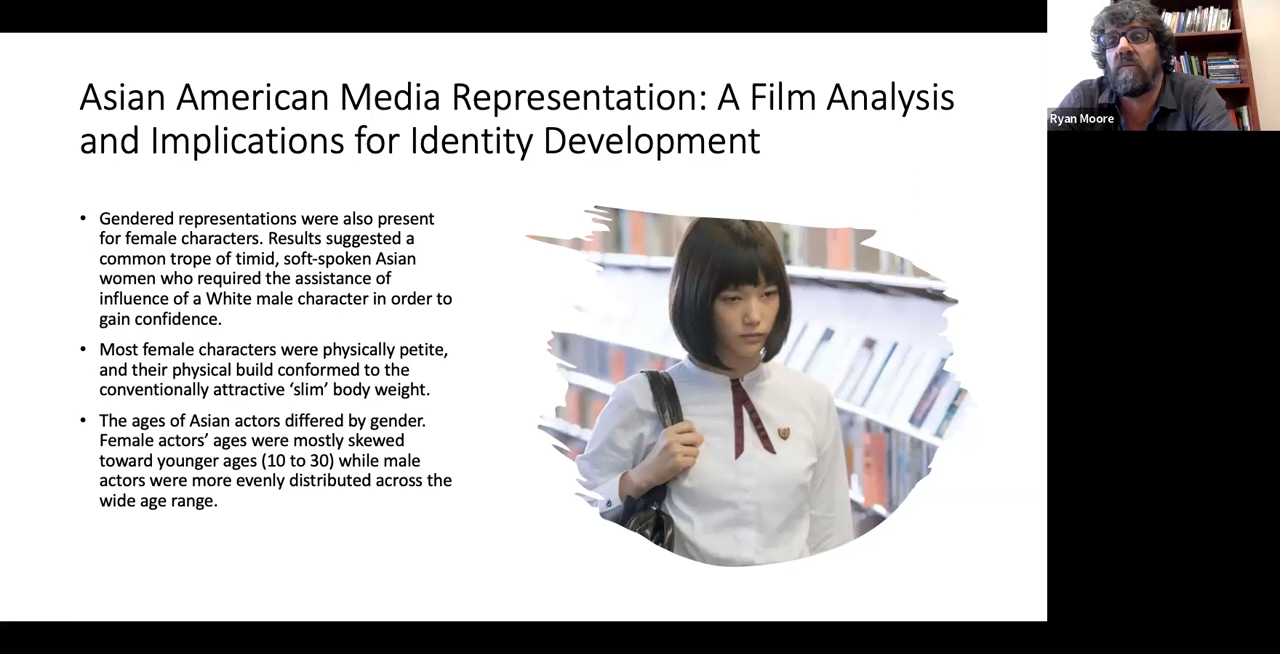 Asian American Media Representation: A Film Analysis
and Implications for Identity Development
Ryan Moore
• Gendered representations were also present
for female characters. Results suggested a
common trope of timid, soft-spoken Asian
women who required the assistance of
influence of a White male character in order to
gain confidence.
• Most female characters were physically petite,
and their physical build conformed to the
conventionally attractive ‘slim’ body weight.
• The ages of Asian actors differed by gender.
Female actors’ ages were mostly skewed
toward younger ages (10 to 30) while male
actors were more evenly distributed across the
wide age range.